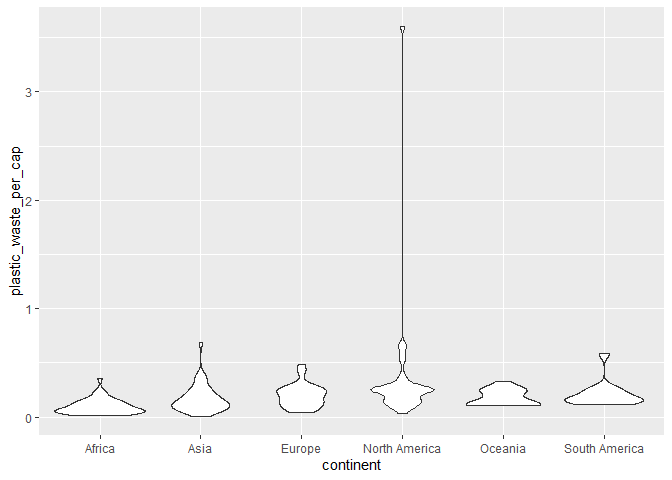 plastic_waste_per_cap
3
2
1
0
Africa
Asia
Europe
North America
Oceania
South America
continent